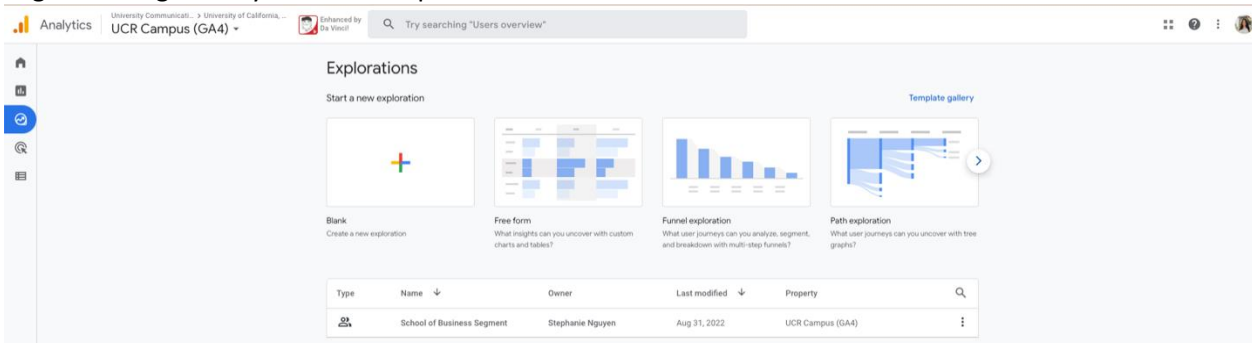 University Communicati... > University of California, ...
Analytics
UCR Campus (GA4)
Enhanced by
Da Vinci!
Try searching "Users overview"
Explorations
Start a new exploration
Template gallery
Blank
Create a new exploration
Free form
What insights can you uncover with custom
charts and tables?
Funnel exploration
What user journeys can you analyze, segment,
and breakdown with multi-step funnels?
Path exploration
What user journeys can you uncover with tree
graphs?
Type Name Owner Last modified Property
School of Business Segment Stephanie Nguyen Aug 31, 2022 UCR Campus (GA4)